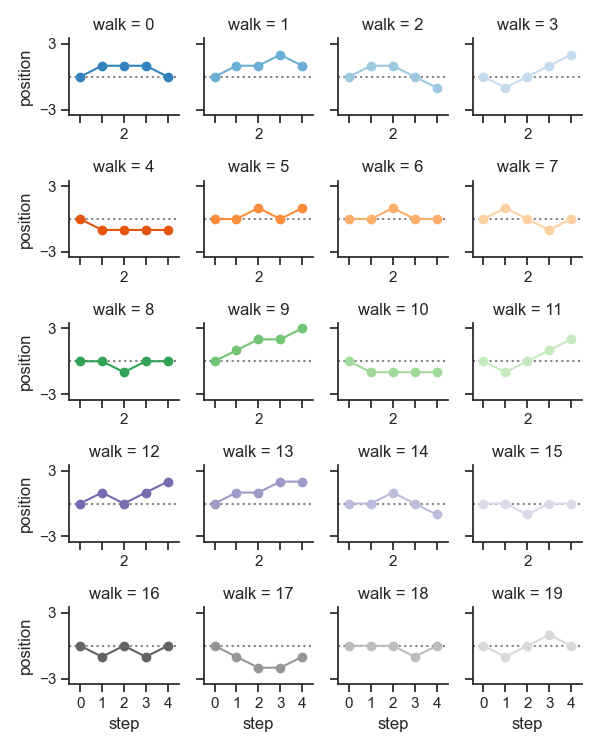 walk = 0 walk = 1 walk = 2 walk = 3
3
position
−3
2 2 2 2
walk = 4 walk = 5 walk = 6 walk = 7
3
position
−3
2 2 2 2
walk = 8 walk = 9 walk = 10 walk = 11
3
position
−3
2 2 2 2
walk = 12 walk = 13 walk = 14 walk = 15
3
position
−3
2 2 2 2
walk = 16 walk = 17 walk = 18 walk = 19
3
position
−3
0 1 2 3 4 0 1 2 3 4 0 1 2 3 4 0 1 2 3 4
step step step step